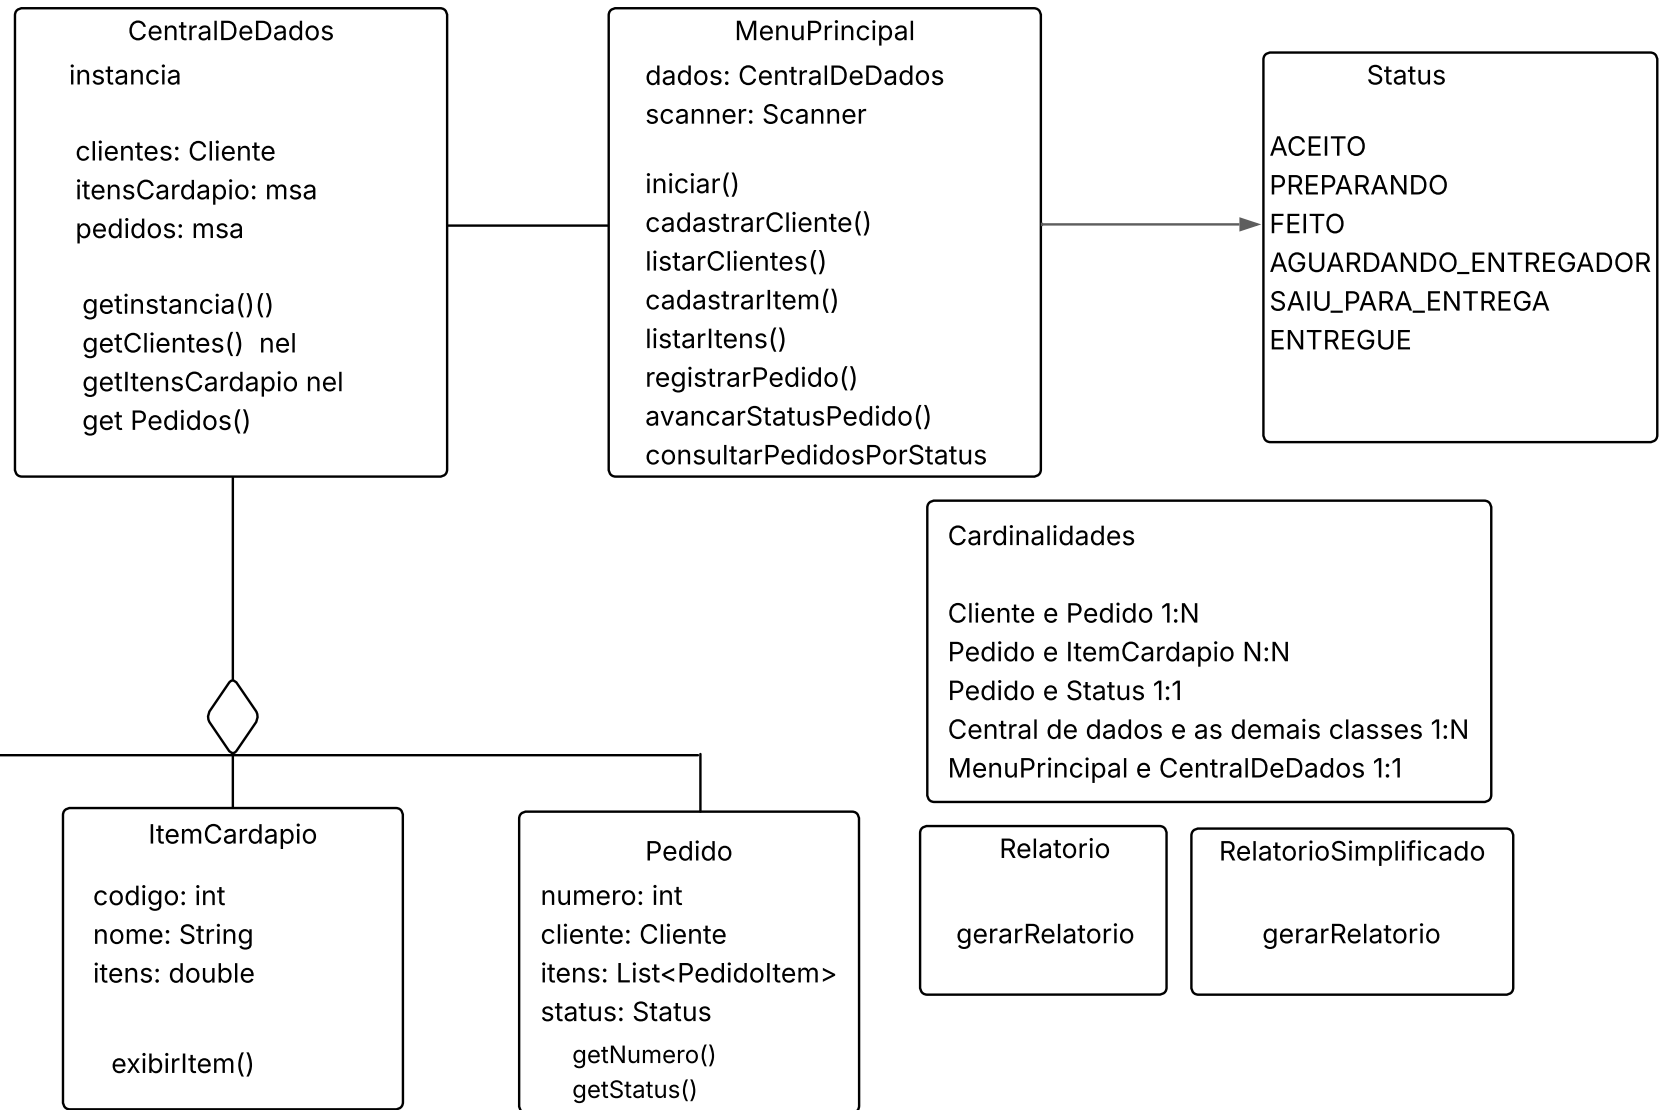 CentralDeDados
instancia
clientes: Cliente
itensCardapio: msa
pedidos: msa
getinstancia()()
getClientes()  nel
getItensCardapio nel
get Pedidos()
MenuPrincipal
dados: CentralDeDados
scanner: Scanner
iniciar()
cadastrarCliente()
listarClientes()
cadastrarItem()
listarItens()
registrarPedido()
avancarStatusPedido()
consultarPedidosPorStatus
Status
ACEITO
PREPARANDO
FEITO
AGUARDANDO_ENTREGADOR
SAIU_PARA_ENTREGA
ENTREGUE
Cardinalidades
Cliente e Pedido 1:N
Pedido e ItemCardapio N:N
Pedido e Status 1:1
Central de dados e as demais classes 1:N
MenuPrincipal e CentralDeDados 1:1
ItemCardapio
codigo: int
nome: String
itens: double
exibirItem()
Pedido
numero: int
cliente: Cliente
itens: List<PedidoItem>
status: Status
getNumero()
getStatus()
Relatorio
gerarRelatorio
RelatorioSimplificado
gerarRelatorio